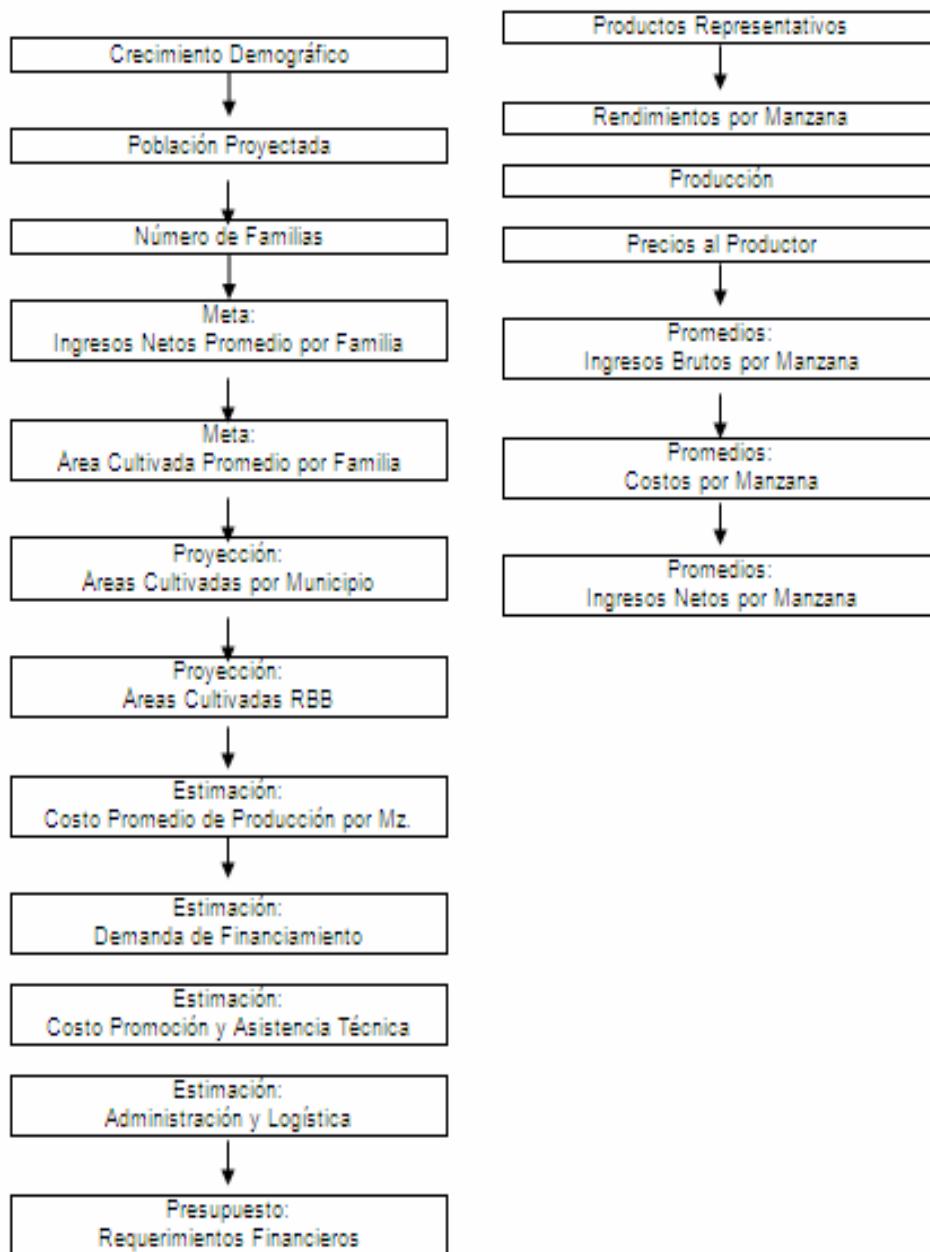 Crecimiento Demográfico
Población Proyectada
Número de Familias
Meta:
Ingresos Netos Promedio por Familia
Meta:
Área Cultivada Promedio por Familia
Proyección:
Áreas Cultivadas por Municipio
Proyección:
Áreas Cultivadas RBB
Estimación:
Costo Promedio de Producción por Mz.
Estimación:
Demanda de Financiamiento
Estimación:
Costo Promoción y Asistencia Técnica
Estimación:
Administración y Logística
Presupuesto:
Requerimientos Financieros
Productos Representativos
Rendimientos por Manzana
Producción
Precios al Productor
Promedios:
Ingresos Brutos por Manzana
Promedios:
Costos por Manzana
Promedios:
Ingresos Netos por Manzana